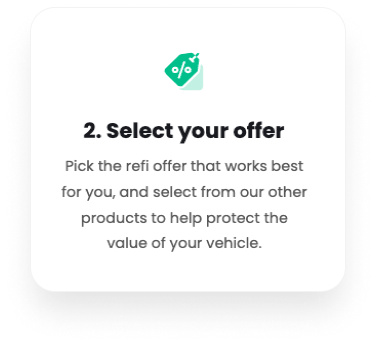 2. Select your offer
Pick the refi offer that works best
for you, and select from our other
products to help protect the
value of your vehicle.